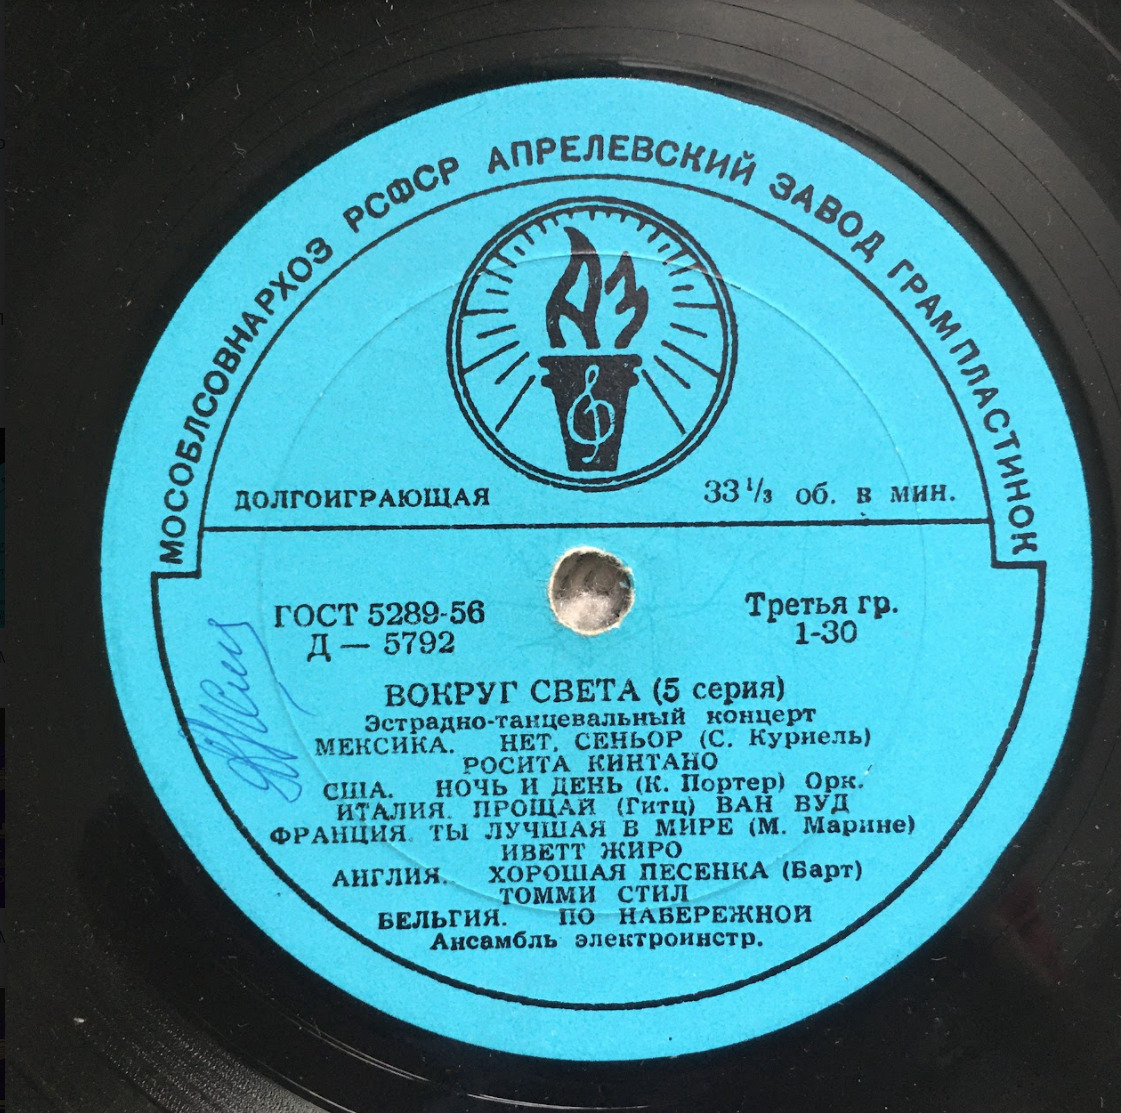 МОСОБЛСОВНАРХОЗ РСФСР АПРЕЛЕВСКИЙ ЗАВОД ГРАМПЛАСТИНОК
АЗ
ДОЛГОИГРАЮЩАЯ 33 1/3 об. в мин.
ГОСТ 5289-56 Третья гр.
Д — 5792 1-30
ВОКРУГ СВЕТА (5 серия)
Эстрадно-танцевальный концерт
МЕКСИКА. НЕТ, СЕНЬОР (С. Куриель)
РОСИТА КИНТАНО
США. НОЧЬ И ДЕНЬ (К. Портер) Орк.
ИТАЛИЯ. ПРОЩАЙ (Гитц) ВАН ВУД
ФРАНЦИЯ. ТЫ ЛУЧШАЯ В МИРЕ (М. Марине)
ИВЕТТ ЖИРО
АНГЛИЯ. ХОРОШАЯ ПЕСЕНКА (Барт)
ТОММИ СТИЛ
БЕЛЬГИЯ. ПО НАБЕРЕЖНОЙ
Ансамбль электроинстр.